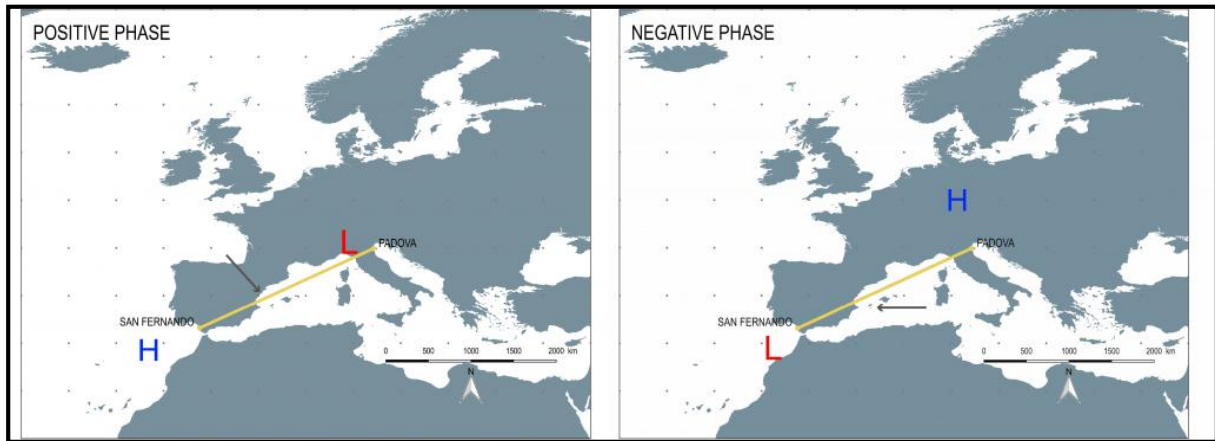 POSITIVE PHASE
L
PADOVA
SAN FERNANDO
H
0 500 1000 1500 2000 km
N
NEGATIVE PHASE
H
PADOVA
SAN FERNANDO
L
0 500 1000 1500 2000 km
N